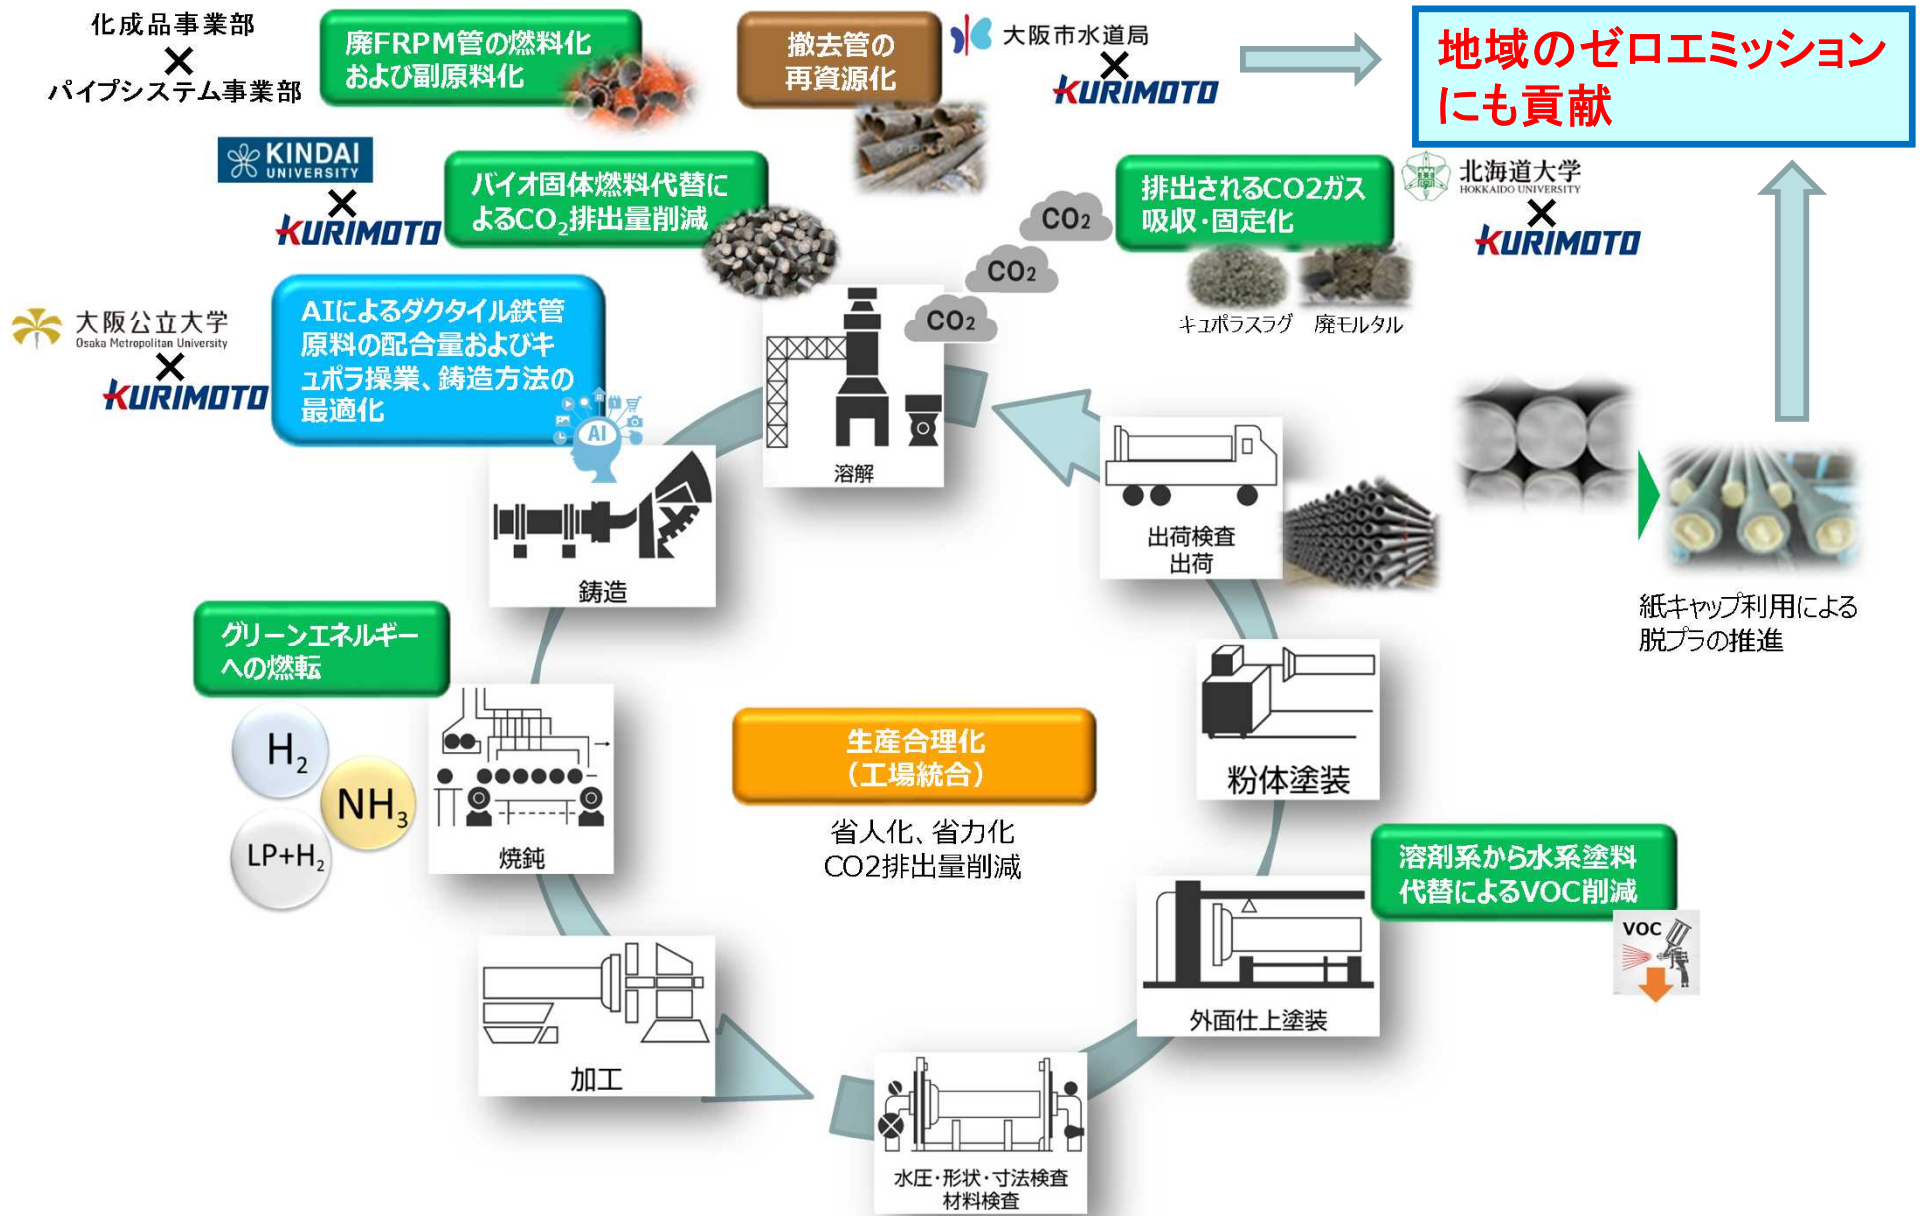 化成品事業部
×
パイプシステム事業部
廃FRPM管の燃料化
および副原料化
撤去管の
再資源化
大阪市水道局
×
KURIMOTO
地域のゼロエミッション
にも貢献
KINDAI
UNIVERSITY
×
KURIMOTO
バイオ固体燃料代替に
よるCO₂排出量削減
CO₂
CO₂
CO₂
排出されるCO2ガス
吸収・固定化
キュポラスラグ
廃モルタル
北海道大学
HOKKAIDO UNIVERSITY
×
KURIMOTO
大阪公立大学
Osaka Metropolitan University
×
KURIMOTO
AIによるダクタイル鉄管
原料の配合量およびキ
ュポラ操業、鋳造方法の
最適化
AI
溶解
鋳造
出荷検査
出荷
紙キャップ利用による
脱プラの推進
グリーンエネルギー
への燃転
H₂
NH₃
LP+H₂
焼鈍
生産合理化
（工場統合）
省人化、省力化
CO2排出量削減
粉体塗装
溶剤系から水系塗料
代替によるVOC削減
VOC
外面仕上塗装
加工
水圧・形状・寸法検査
材料検査